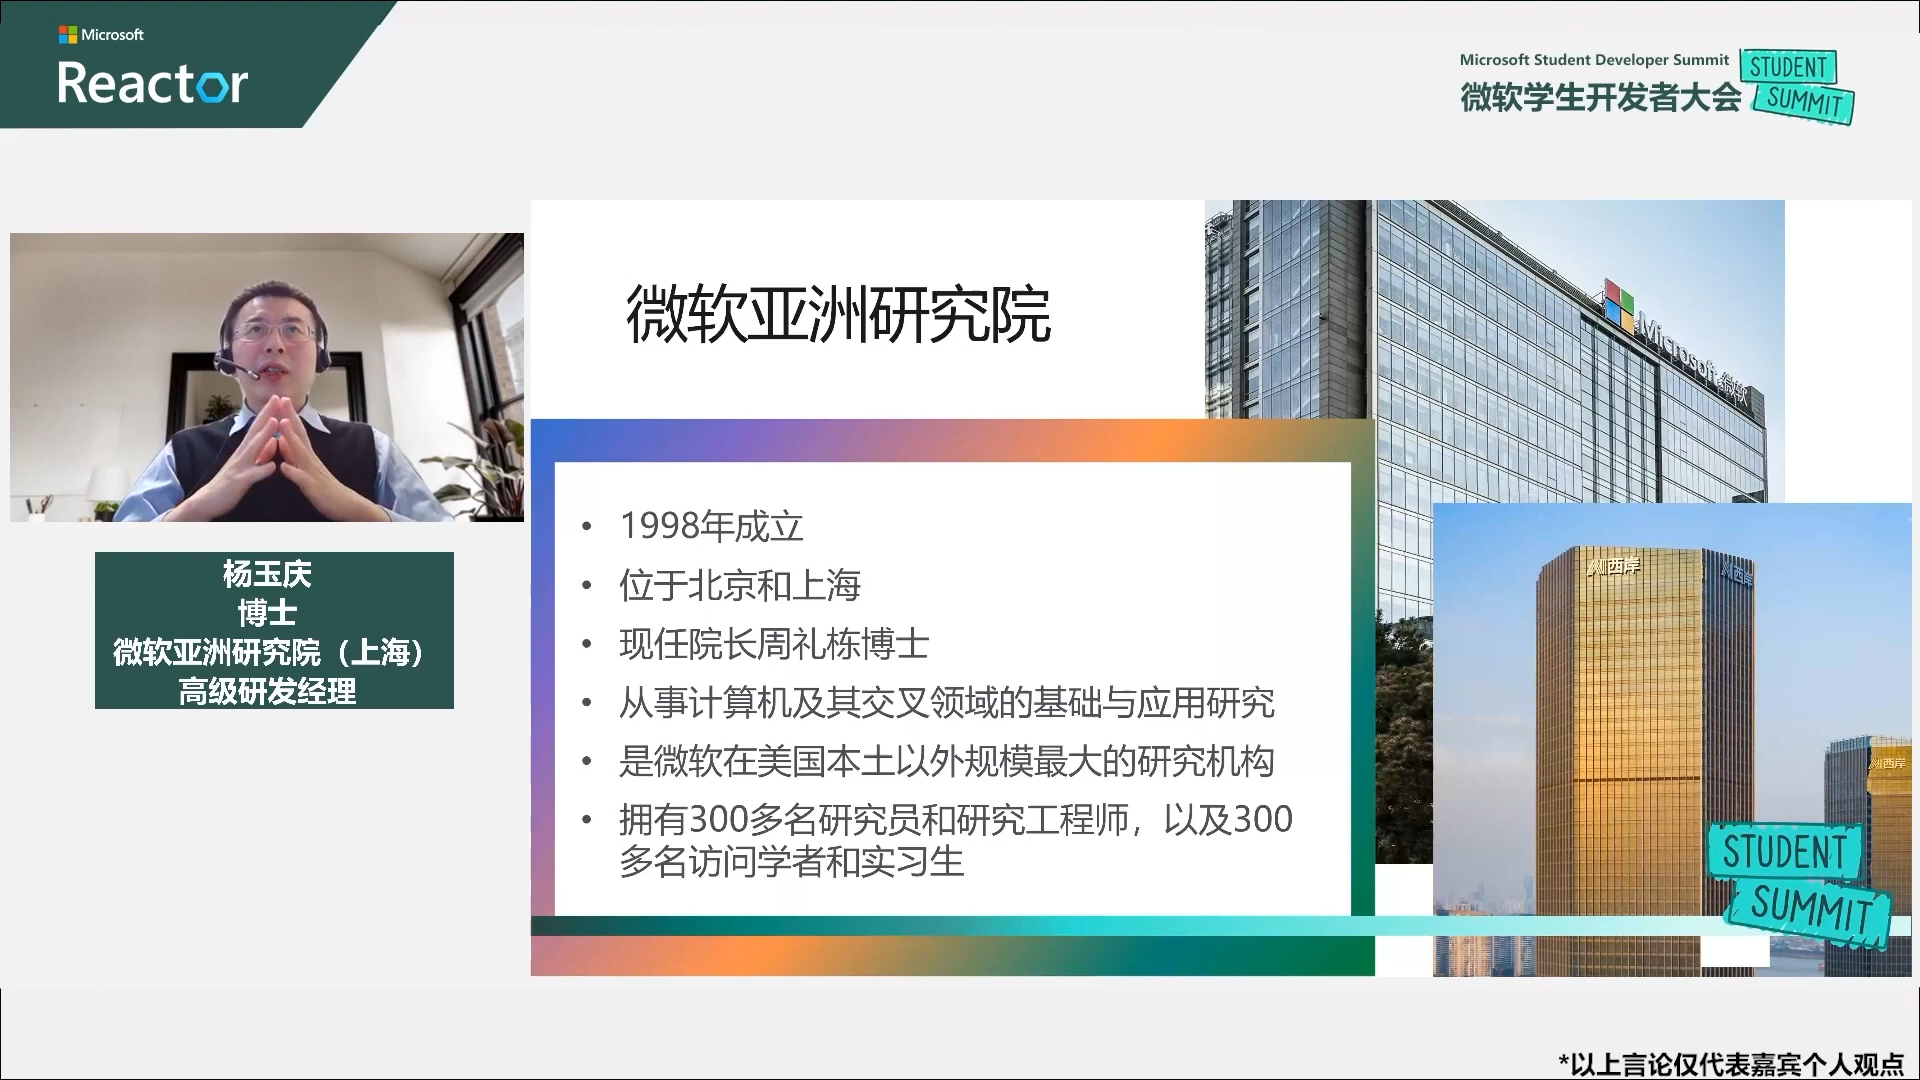 Microsoft
Reactor
Microsoft Student Developer Summit
微软学生开发者大会
STUDENT
SUMMIT
杨玉庆
博士
微软亚洲研究院（上海）
高级研发经理
微软亚洲研究院
Microsoft 微软
AI西岸
AI西岸
AI西岸
• 1998年成立
• 位于北京和上海
• 现任院长周礼栋博士
• 从事计算机及其交叉领域的基础与应用研究
• 是微软在美国本土以外规模最大的研究机构
• 拥有300多名研究员和研究工程师，以及300
多名访问学者和实习生
STUDENT
SUMMIT
*以上言论仅代表嘉宾个人观点